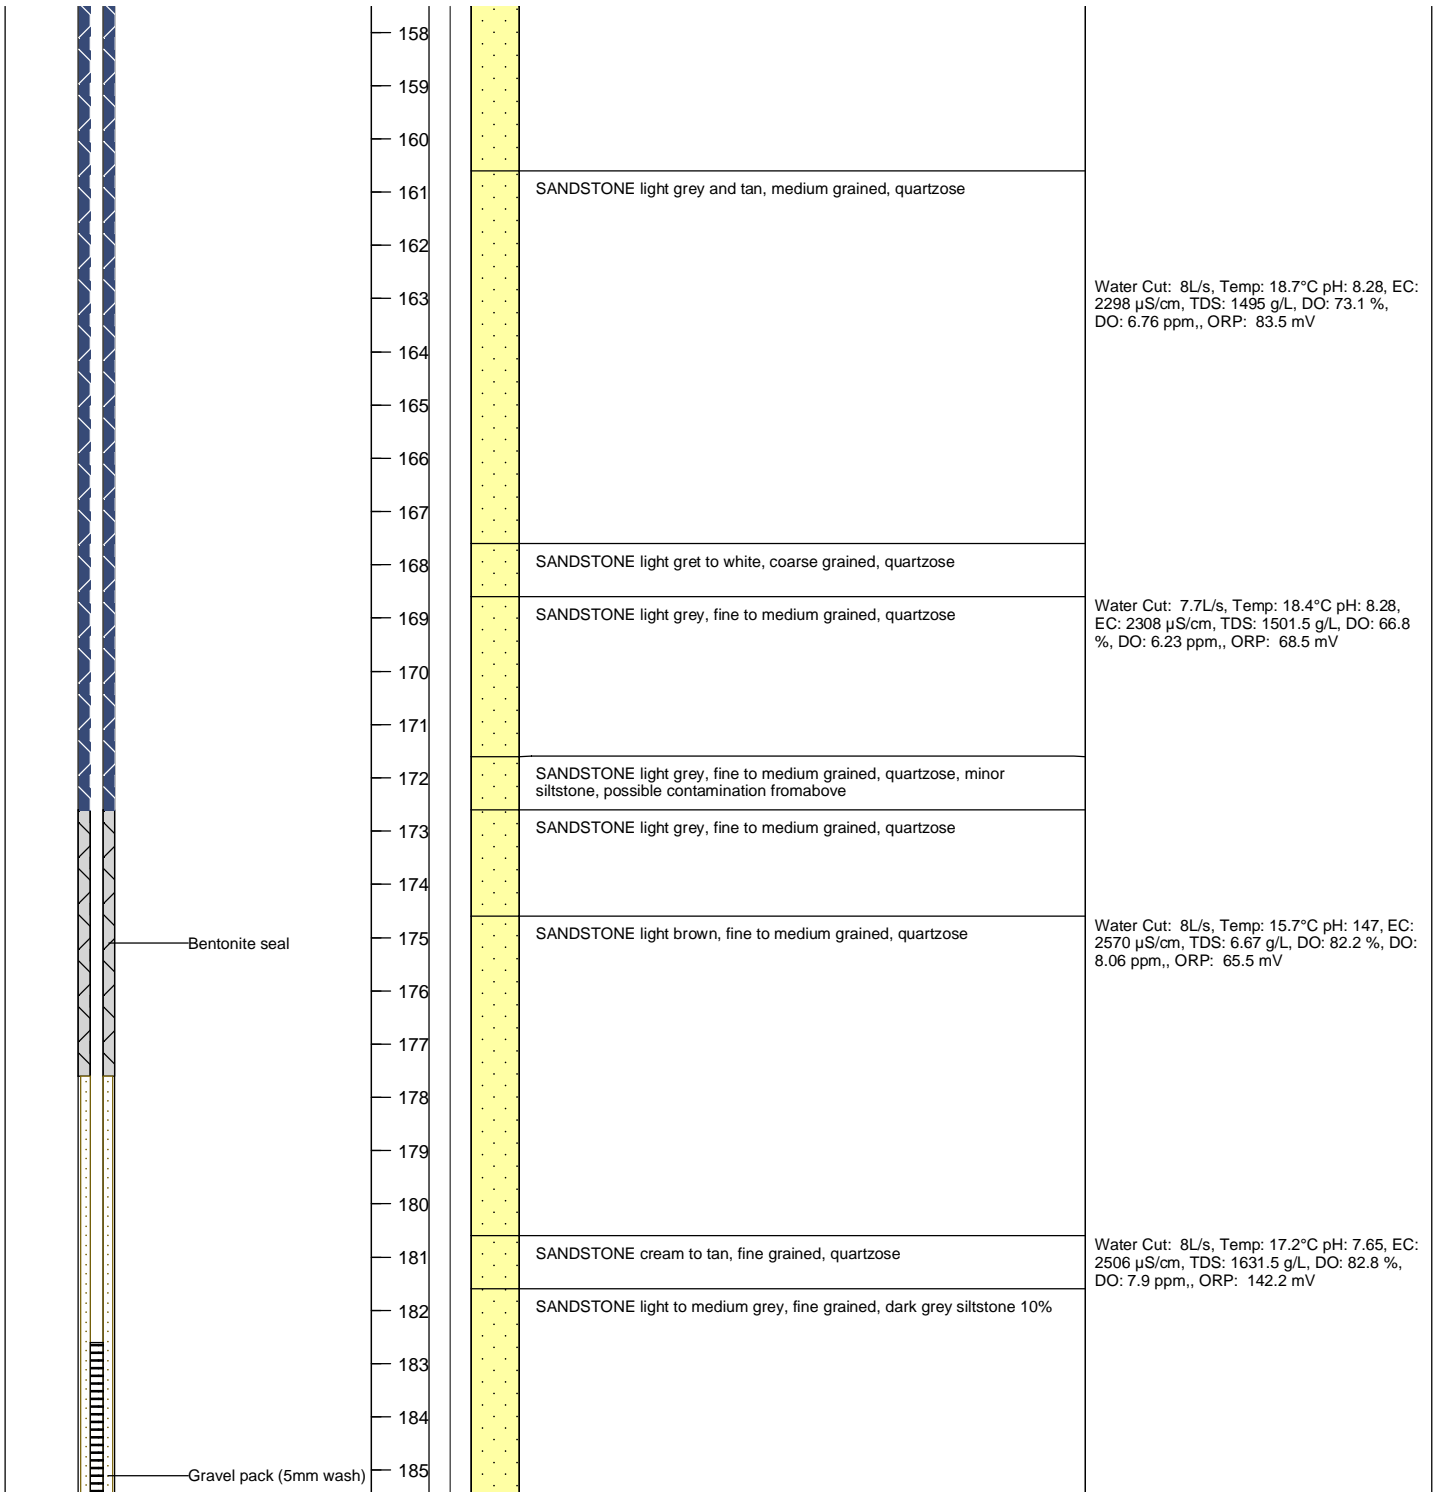 158
159
160
161
SANDSTONE light grey and tan, medium grained, quartzose
162
Water Cut:  8L/s, Temp: 18.7°C pH: 8.28, EC:
2298 µS/cm, TDS: 1495 g/L, DO: 73.1 %,
DO: 6.76 ppm,, ORP:  83.5 mV
163
164
165
166
167
168
SANDSTONE light gret to white, coarse grained, quartzose
169
SANDSTONE light grey, fine to medium grained, quartzose
Water Cut:  7.7L/s, Temp: 18.4°C pH: 8.28,
EC: 2308 µS/cm, TDS: 1501.5 g/L, DO: 66.8
%, DO: 6.23 ppm,, ORP:  68.5 mV
170
171
172
SANDSTONE light grey, fine to medium grained, quartzose, minor
siltstone, possible contamination fromabove
173
SANDSTONE light grey, fine to medium grained, quartzose
174
Bentonite seal
175
SANDSTONE light brown, fine to medium grained, quartzose
Water Cut:  8L/s, Temp: 15.7°C pH: 147, EC:
2570 µS/cm, TDS: 6.67 g/L, DO: 82.2 %, DO:
8.06 ppm,, ORP:  65.5 mV
176
177
178
179
180
181
SANDSTONE cream to tan, fine grained, quartzose
Water Cut:  8L/s, Temp: 17.2°C pH: 7.65, EC:
2506 µS/cm, TDS: 1631.5 g/L, DO: 82.8 %,
DO: 7.9 ppm,, ORP:  142.2 mV
182
SANDSTONE light to medium grey, fine grained, dark grey siltstone 10%
183
184
Gravel pack (5mm wash)
185